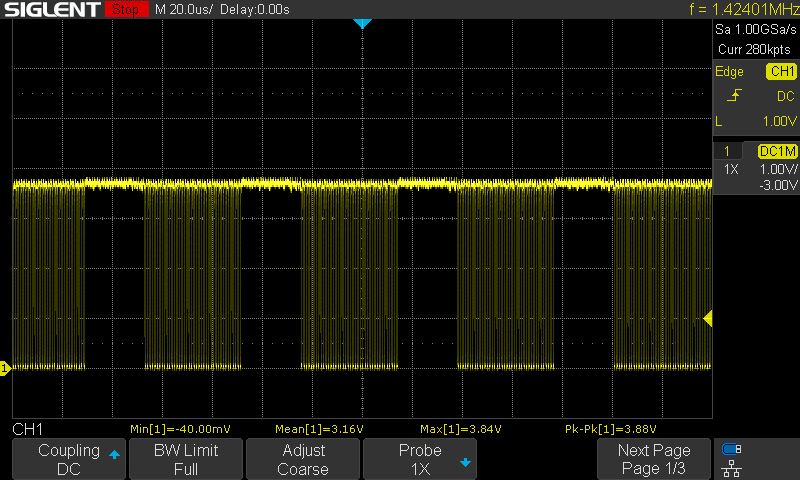 SIGLENT Stop M 20.0us/ Delay:0.00s f = 1.42401MHz
Sa 1.00GSa/s
Curr 280kpts
Edge CH1
DC
L 1.00V
1 DC1M
1X 1.00V/
-3.00V
1
CH1 Min[1]=-40.00mV Mean[1]=3.16V Max[1]=3.84V Pk-Pk[1]=3.88V
Coupling BW Limit Adjust Probe Next Page
DC Full Coarse 1X Page 1/3